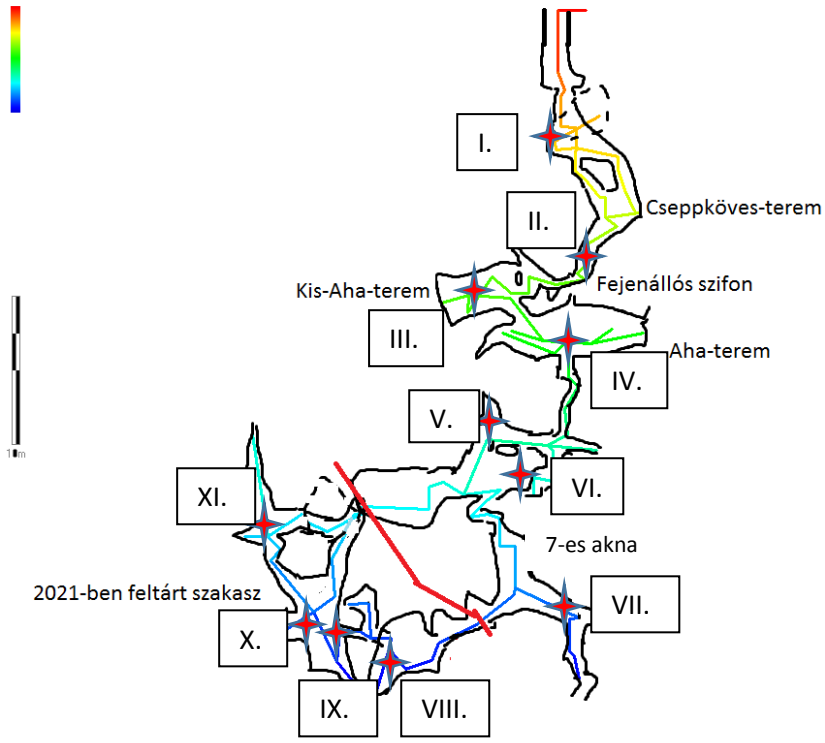 I.
Cseppköves-terem
II.
Fejenállós szifon
Kis-Aha-terem
III.
Aha-terem
IV.
V.
VI.
XI.
7-es akna
2021-ben feltárt szakasz
VII.
X.
IX.
VIII.